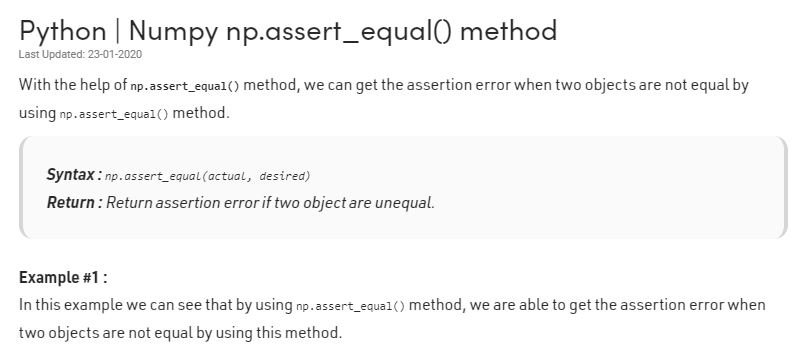 Python | Numpy np.assert_equal() method
Last Updated: 23-01-2020
With the help of np.assert_equal() method, we can get the assertion error when two objects are not equal by
using np.assert_equal() method.
Syntax : np.assert_equal(actual, desired)
Return : Return assertion error if two object are unequal.
Example #1 :
In this example we can see that by using np.assert_equal() method, we are able to get the assertion error when
two objects are not equal by using this method.